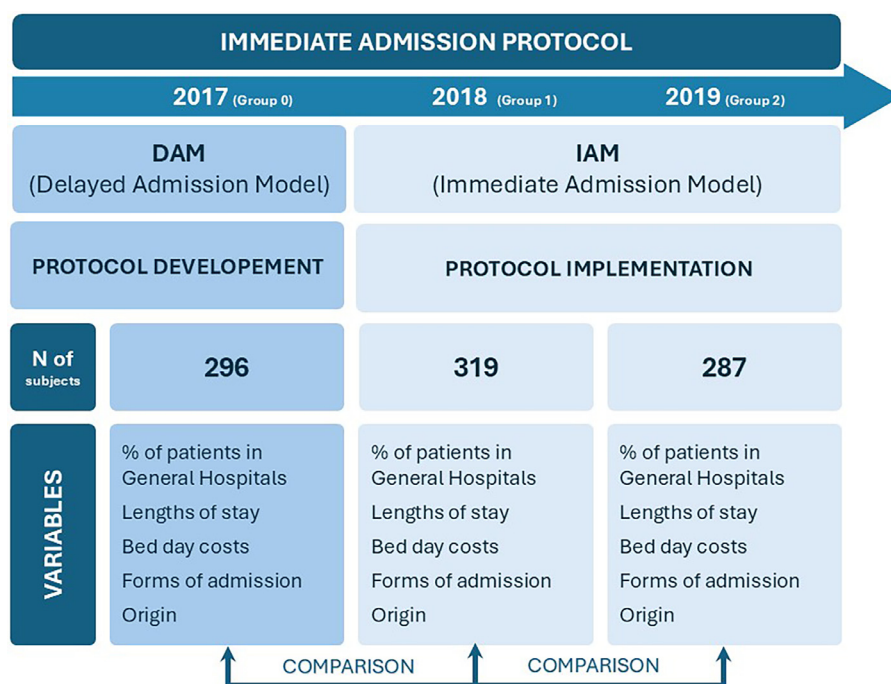 IMMEDIATE ADMISSION PROTOCOL
2017 (Group 0)
2018 (Group 1)
2019 (Group 2)
DAM
(Delayed Admission Model)
IAM
(Immediate Admission Model)
PROTOCOL DEVELOPEMENT
PROTOCOL IMPLEMENTATION
N of
subjects
296
319
287
VARIABLES
% of patients in
General Hospitals
Lengths of stay
Bed day costs
Forms of admission
Origin
% of patients in
General Hospitals
Lengths of stay
Bed day costs
Forms of admission
Origin
% of patients in
General Hospitals
Lengths of stay
Bed day costs
Forms of admission
Origin
COMPARISON
COMPARISON